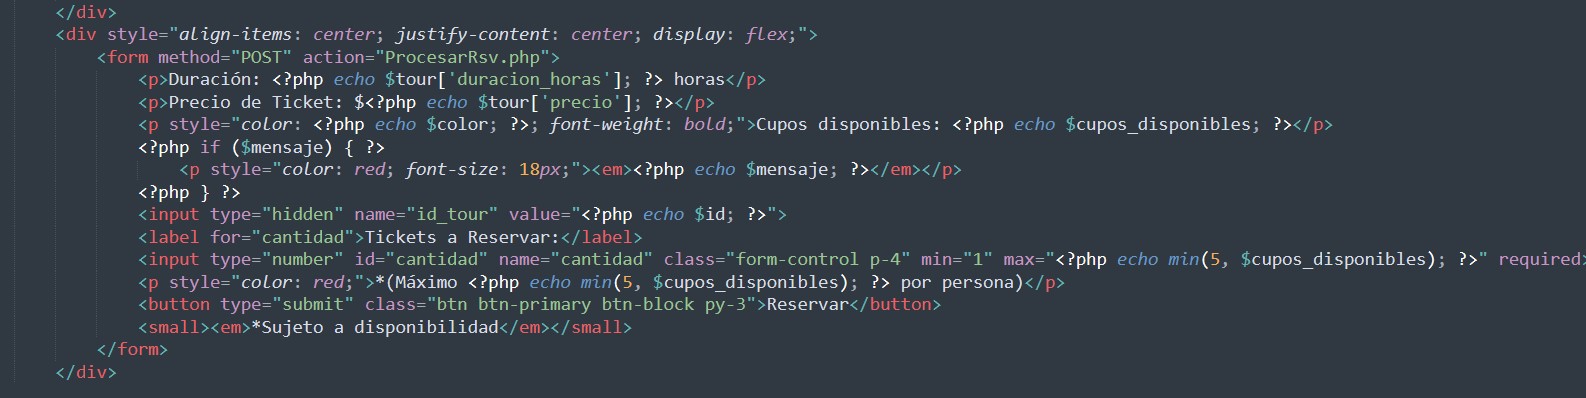 </div>
<div style="align-items: center; justify-content: center; display: flex;">
<form method="POST" action="ProcesarRsv.php">
<p>Duración: <?php echo $tour['duracion_horas']; ?> horas</p>
<p>Precio de Ticket: $<?php echo $tour['precio']; ?></p>
<p style="color: <?php echo $color; ?>; font-weight: bold;">Cupos disponibles: <?php echo $cupos_disponibles; ?></p>
<?php if ($mensaje) { ?>
<p style="color: red; font-size: 18px;"><em><?php echo $mensaje; ?></em></p>
<?php } ?>
<input type="hidden" name="id_tour" value="<?php echo $id; ?>">
<label for="cantidad">Tickets a Reservar:</label>
<input type="number" id="cantidad" name="cantidad" class="form-control p-4" min="1" max="<?php echo min(5, $cupos_disponibles); ?>" required>
<p style="color: red;">*(Máximo <?php echo min(5, $cupos_disponibles); ?> por persona)</p>
<button type="submit" class="btn btn-primary btn-block py-3">Reservar</button>
<small><em>*Sujeto a disponibilidad</em></small>
</form>
</div>